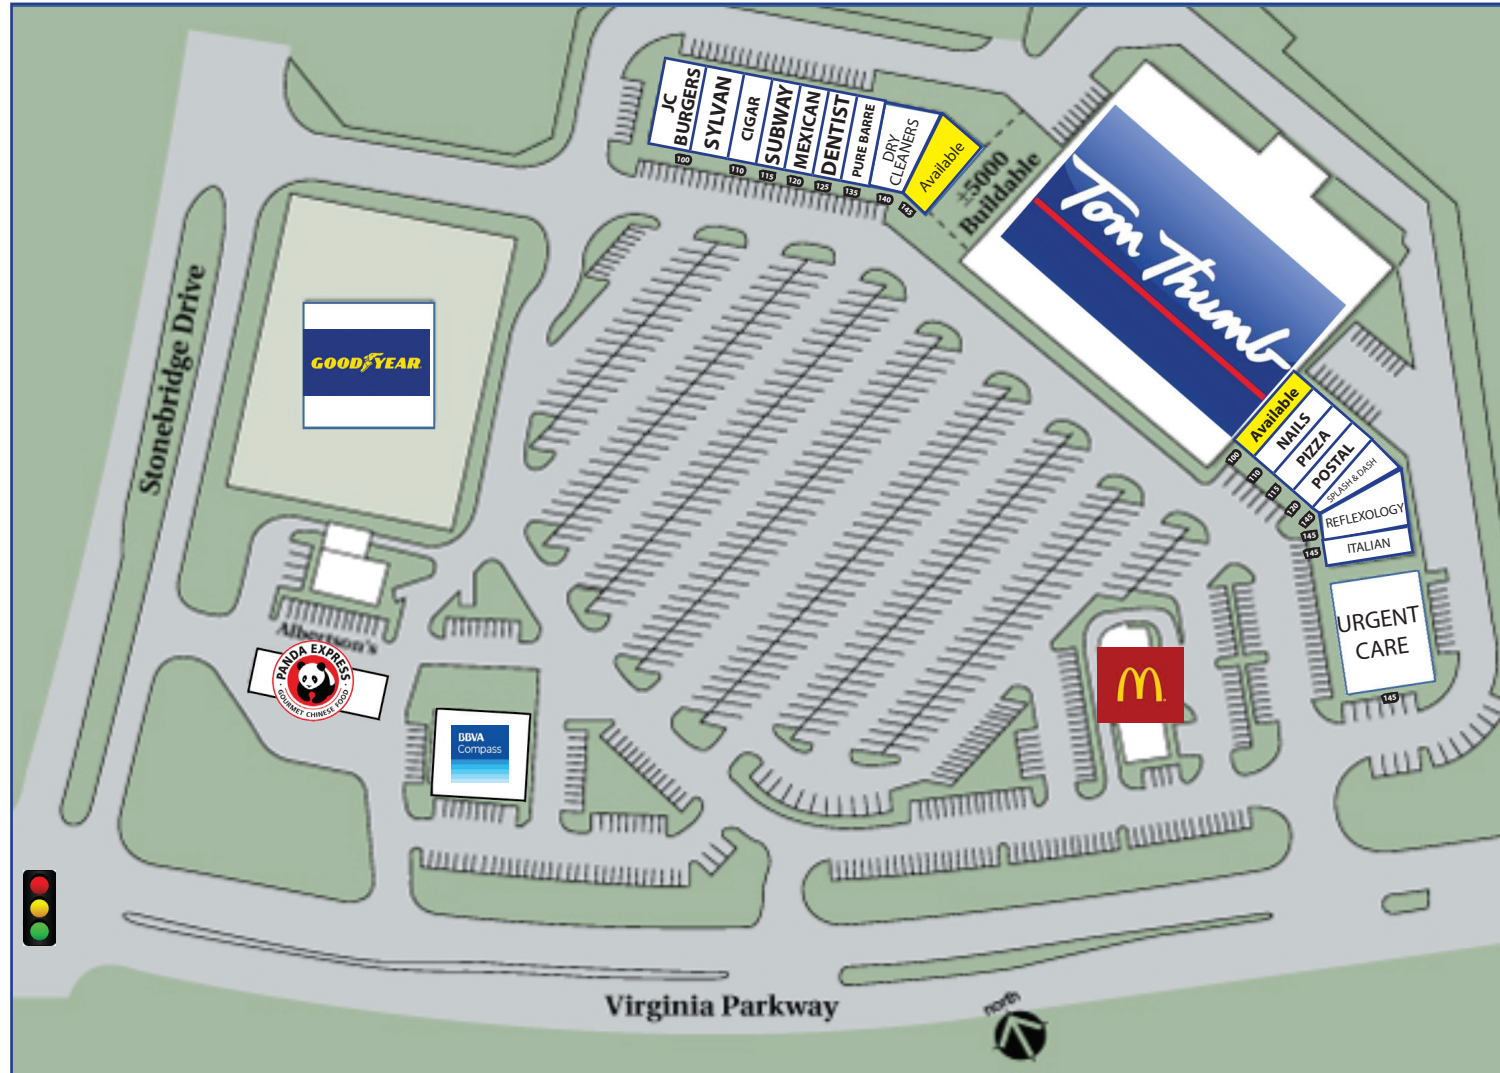 JC
BURGERS
SYLVAN
CIGAR
SUBWAY
MEXICAN
DENTIST
PURE BARRE
DRY
CLEANERS
Available
100
110
115
120
125
135
140
145
±5000
Buildable
Tom Thumb
Available
NAILS
PIZZA
POSTAL
SPLASH & DASH
REFLEXOLOGY
ITALIAN
100
110
115
120
145
145
145
URGENT
CARE
145
Stonebridge Drive
GOODYEAR
Albertson's
PANDA EXPRESS
GOURMET CHINESE FOOD
BBVA
Compass
Virginia Parkway
north